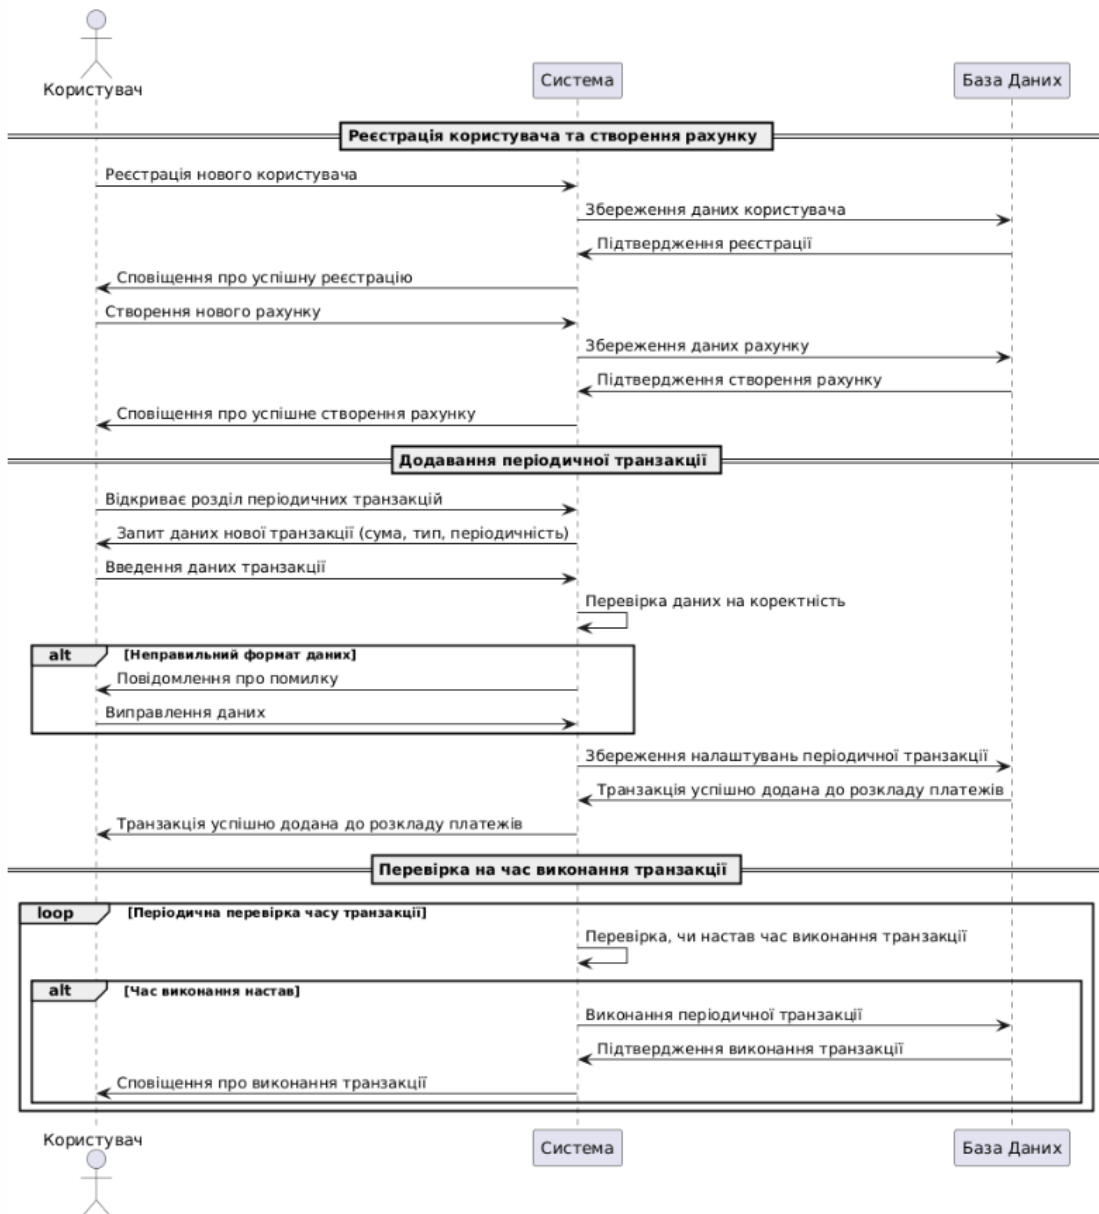 Користувач
Система
База Даних
Реєстрація користувача та створення рахунку
Реєстрація нового користувача
Збереження даних користувача
Підтвердження реєстрації
Сповіщення про успішну реєстрацію
Створення нового рахунку
Збереження даних рахунку
Підтвердження створення рахунку
Сповіщення про успішне створення рахунку
Додавання періодичної транзакції
Відкриває розділ періодичних транзакцій
Запит даних нової транзакції (сума, тип, періодичність)
Введення даних транзакції
Перевірка даних на коректність
alt [Неправильний формат даних]
Повідомлення про помилку
Виправлення даних
Збереження налаштувань періодичної транзакції
Транзакція успішно додана до розкладу платежів
Транзакція успішно додана до розкладу платежів
Перевірка на час виконання транзакції
loop [Періодична перевірка часу транзакції]
Перевірка, чи настав час виконання транзакції
alt [Час виконання настав]
Виконання періодичної транзакції
Підтвердження виконання транзакції
Сповіщення про виконання транзакції
Користувач
Система
База Даних